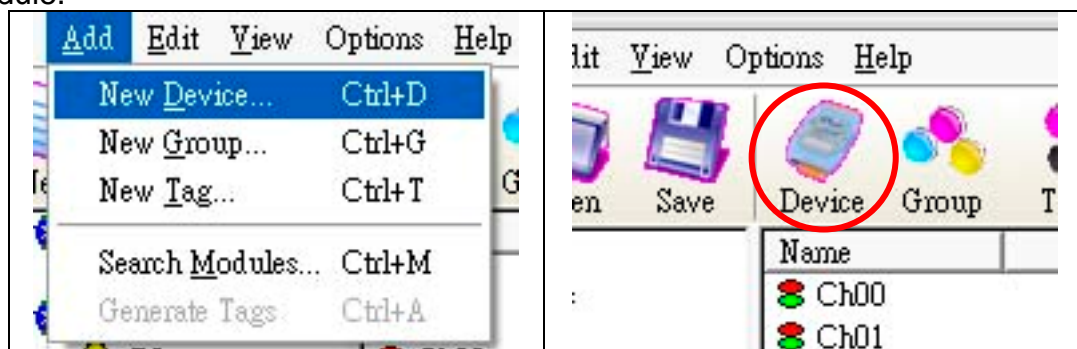 Add Edit View Options Help
New Device... Ctrl+D
New Group... Ctrl+G
New Tag... Ctrl+T
Search Modules... Ctrl+M
Generate Tags Ctrl+A
View Options Help
Save Device Group
Name
Ch00
Ch01